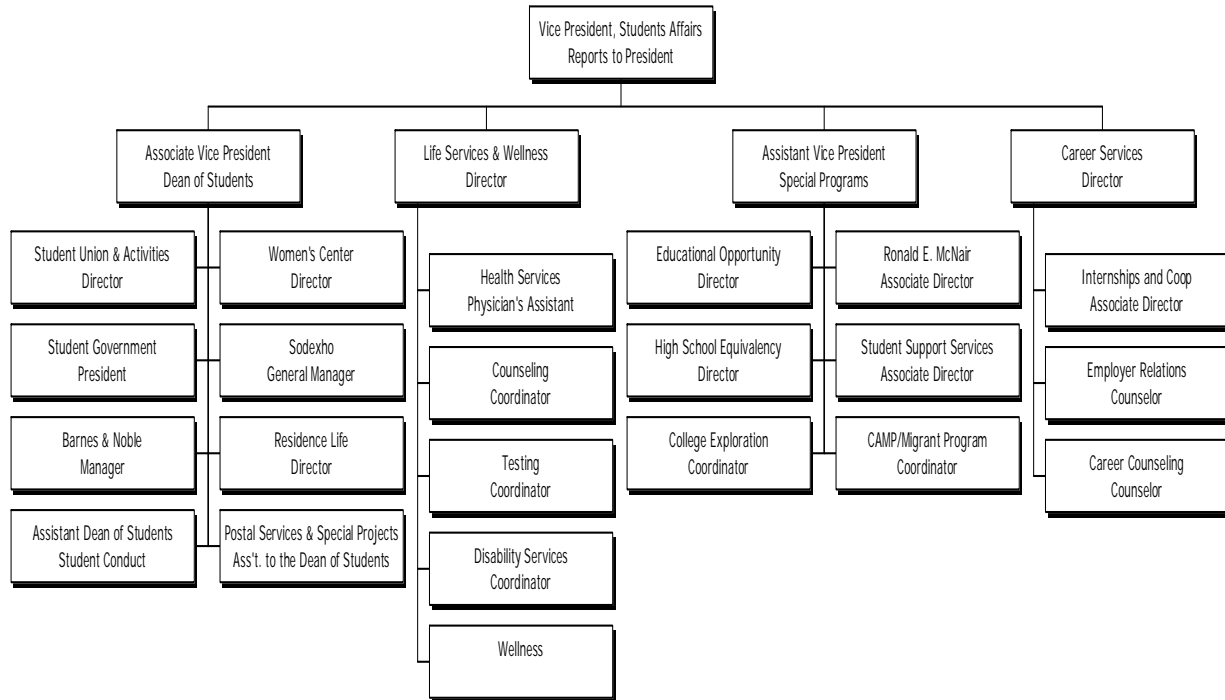 Vice President, Students Affairs
Reports to President
Associate Vice President
Dean of Students
Life Services & Wellness
Director
Assistant Vice President
Special Programs
Career Services
Director
Student Union & Activities
Director
Women's Center
Director
Student Government
President
Sodexho
General Manager
Barnes & Noble
Manager
Residence Life
Director
Assistant Dean of Students
Student Conduct
Postal Services & Special Projects
Ass't. to the Dean of Students
Health Services
Physician's Assistant
Counseling
Coordinator
Testing
Coordinator
Disability Services
Coordinator
Wellness
Educational Opportunity
Director
Ronald E. McNair
Associate Director
High School Equivalency
Director
Student Support Services
Associate Director
College Exploration
Coordinator
CAMP/Migrant Program
Coordinator
Internships and Coop
Associate Director
Employer Relations
Counselor
Career Counseling
Counselor